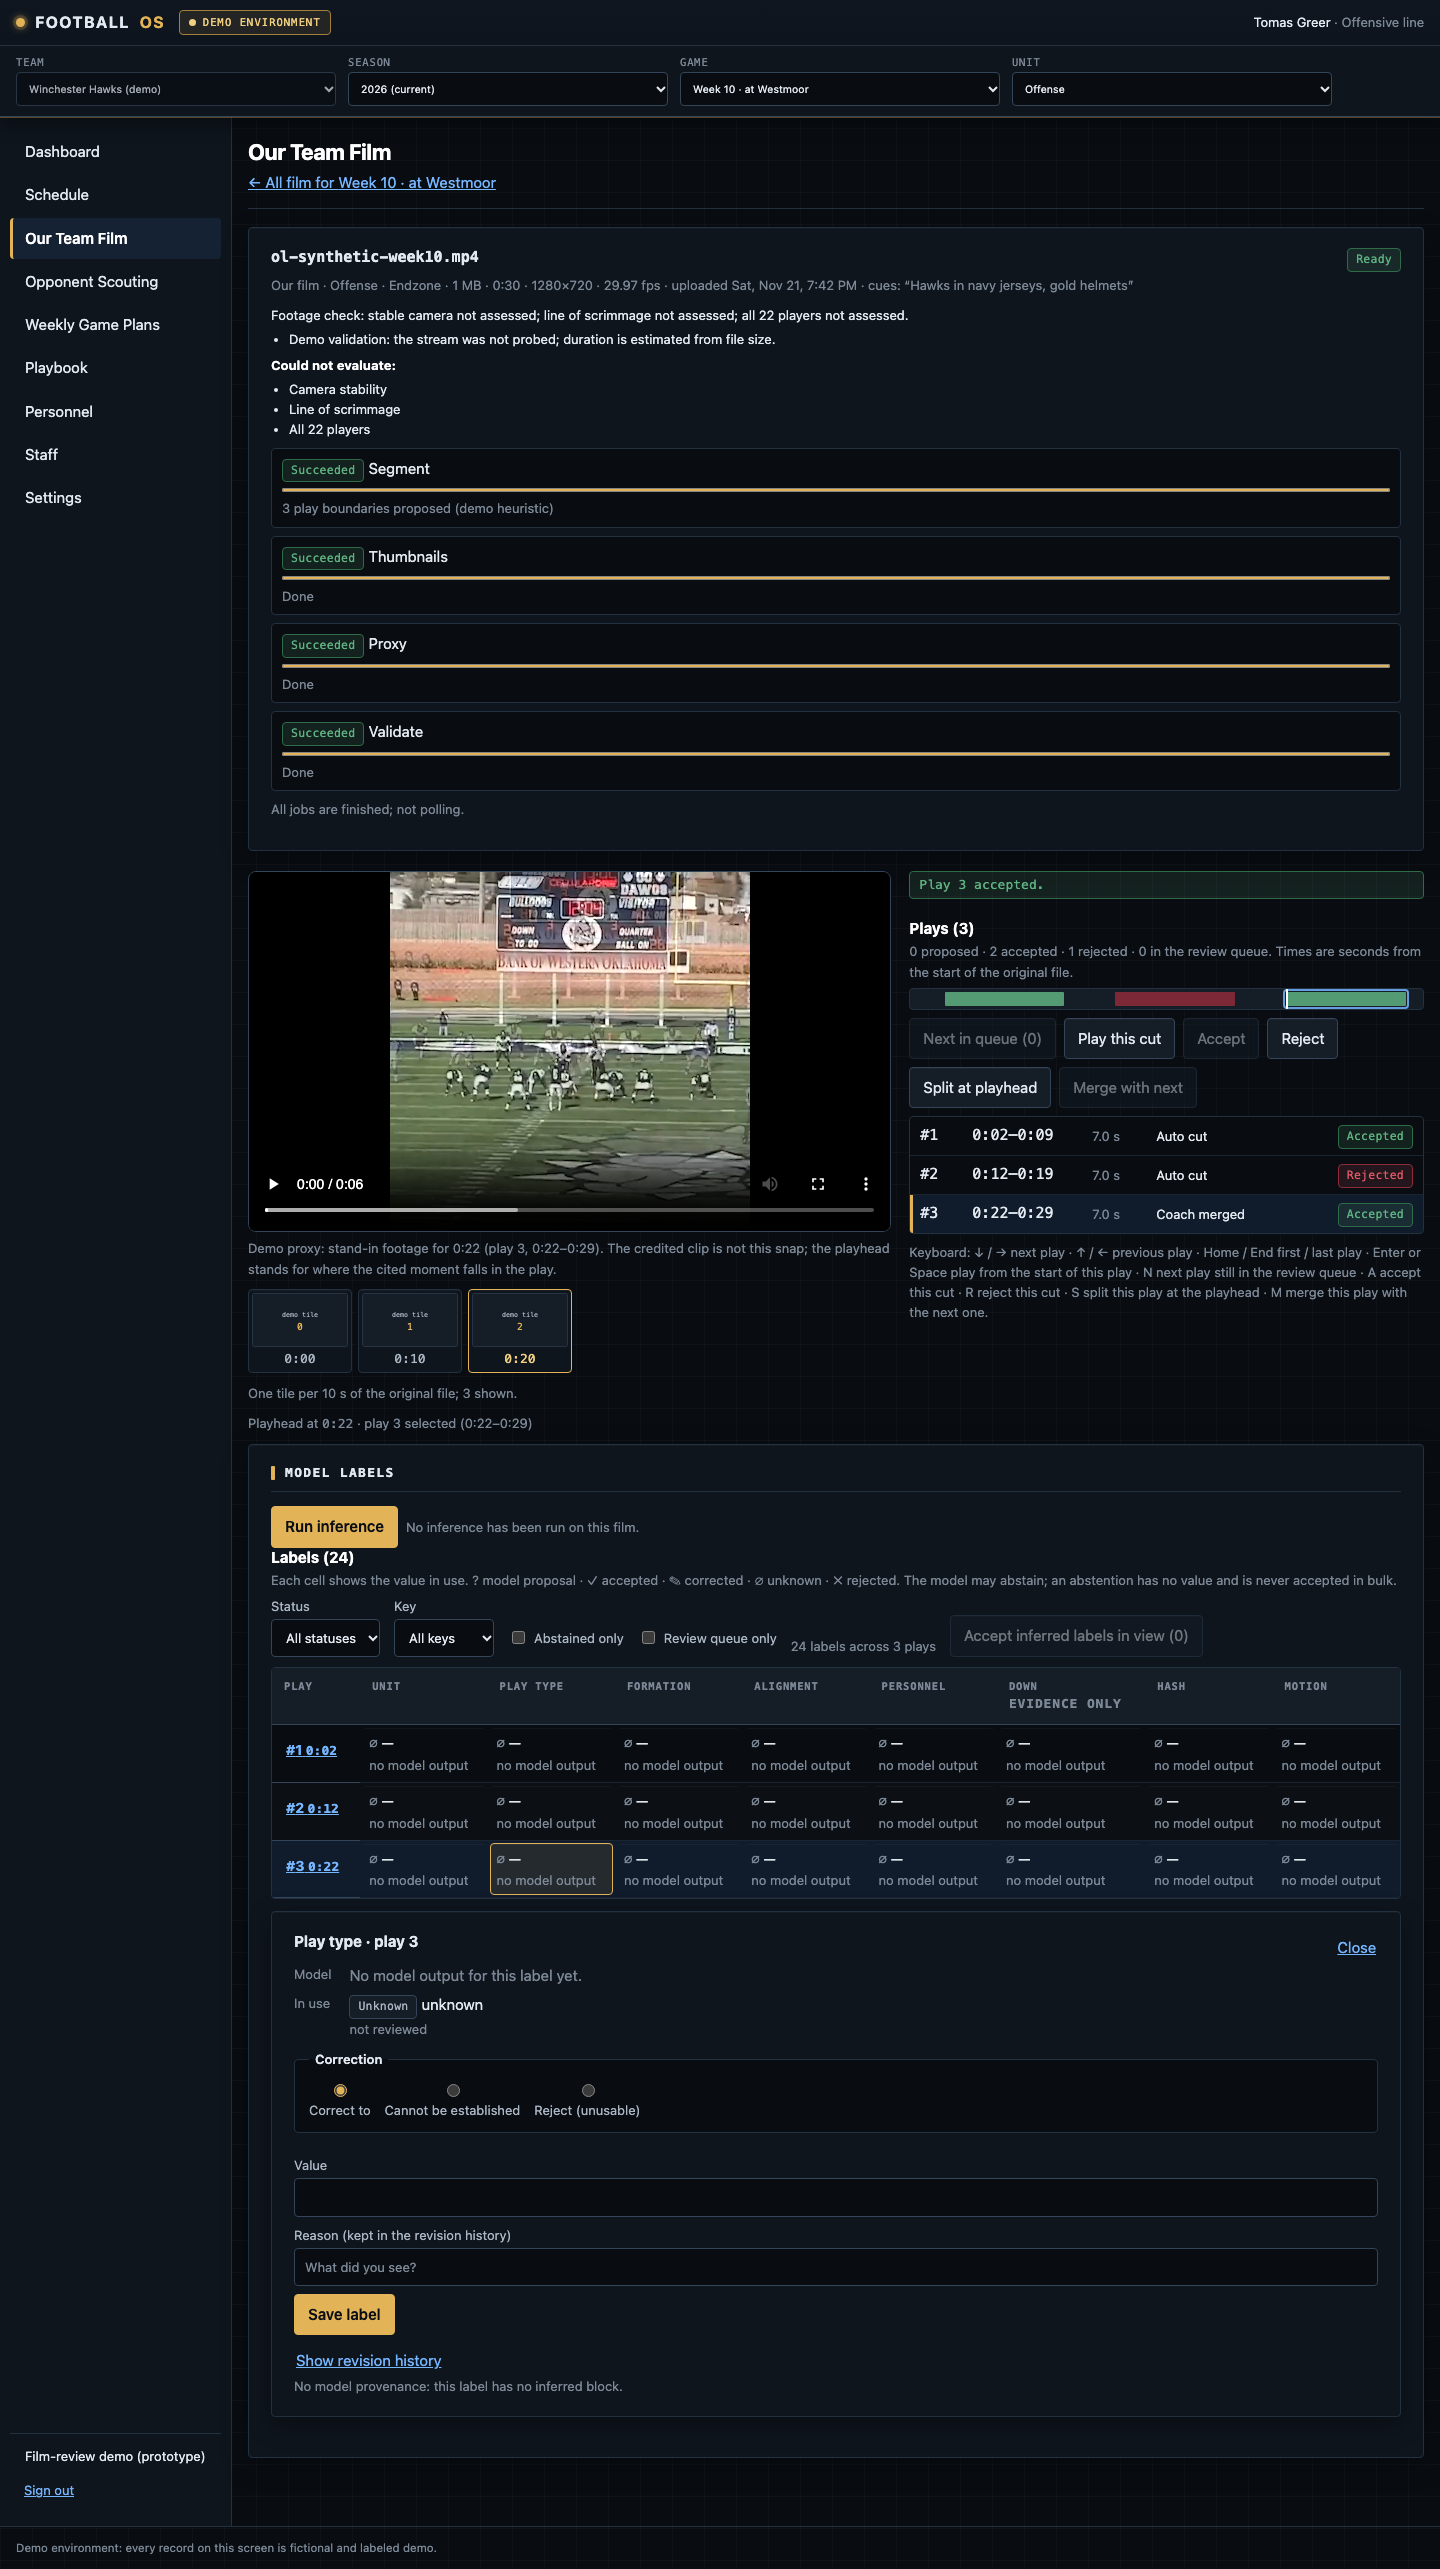 FOOTBALL OS
DEMO ENVIRONMENT
Tomas Greer · Offensive line
TEAM
Winchester Hawks (demo)
SEASON
2026 (current)
GAME
Week 10 · at Westmoor
UNIT
Offense
Dashboard
Schedule
Our Team Film
Opponent Scouting
Weekly Game Plans
Playbook
Personnel
Staff
Settings
Our Team Film
← All film for Week 10 · at Westmoor
ol-synthetic-week10.mp4
Ready
Our film · Offense · Endzone · 1 MB · 0:30 · 1280×720 · 29.97 fps · uploaded Sat, Nov 21, 7:42 PM · cues: “Hawks in navy jerseys, gold helmets”
Footage check: stable camera not assessed; line of scrimmage not assessed; all 22 players not assessed.
• Demo validation: the stream was not probed; duration is estimated from file size.
Could not evaluate:
• Camera stability
• Line of scrimmage
• All 22 players
Succeeded Segment
3 play boundaries proposed (demo heuristic)
Succeeded Thumbnails
Done
Succeeded Proxy
Done
Succeeded Validate
Done
All jobs are finished; not polling.
DAWGS
BULLDOGS
VISITOR
12:04
DOWN
QUARTER
TO GO
BALL ON
BANK OF WESTERN OKLAHOMA
0:00 / 0:06
Demo proxy: stand-in footage for 0:22 (play 3, 0:22–0:29). The credited clip is not this snap; the playhead
stands for where the cited moment falls in the play.
demo tile
0
0:00
demo tile
1
0:10
demo tile
2
0:20
One tile per 10 s of the original file; 3 shown.
Playhead at 0:22 · play 3 selected (0:22–0:29)
Play 3 accepted.
Plays (3)
0 proposed · 2 accepted · 1 rejected · 0 in the review queue. Times are seconds from
the start of the original file.
Next in queue (0)
Play this cut
Accept
Reject
Split at playhead
Merge with next
#1 0:02–0:09 7.0 s Auto cut Accepted
#2 0:12–0:19 7.0 s Auto cut Rejected
#3 0:22–0:29 7.0 s Coach merged Accepted
Keyboard: ↓ / → next play · ↑ / ← previous play · Home / End first / last play · Enter or
Space play from the start of this play · N next play still in the review queue · A accept
this cut · R reject this cut · S split this play at the playhead · M merge this play with
the next one.
MODEL LABELS
Run inference
No inference has been run on this film.
Labels (24)
Each cell shows the value in use. ? model proposal · ✓ accepted · ✎ corrected · ∅ unknown · ✕ rejected. The model may abstain; an abstention has no value and is never accepted in bulk.
Status
All statuses
Key
All keys
Abstained only
Review queue only
24 labels across 3 plays
Accept inferred labels in view (0)
PLAY UNIT PLAY TYPE FORMATION ALIGNMENT PERSONNEL DOWN HASH MOTION
EVIDENCE ONLY
#1 0:02 ∅ — ∅ — ∅ — ∅ — ∅ — ∅ — ∅ — ∅ —
no model output no model output no model output no model output no model output no model output no model output no model output
#2 0:12 ∅ — ∅ — ∅ — ∅ — ∅ — ∅ — ∅ — ∅ —
no model output no model output no model output no model output no model output no model output no model output no model output
#3 0:22 ∅ — ∅ — ∅ — ∅ — ∅ — ∅ — ∅ — ∅ —
no model output no model output no model output no model output no model output no model output no model output no model output
Play type · play 3
Close
Model No model output for this label yet.
In use Unknown unknown
not reviewed
Correction
Correct to
Cannot be established
Reject (unusable)
Value
Reason (kept in the revision history)
What did you see?
Save label
Show revision history
No model provenance: this label has no inferred block.
Film-review demo (prototype)
Sign out
Demo environment: every record on this screen is fictional and labeled demo.